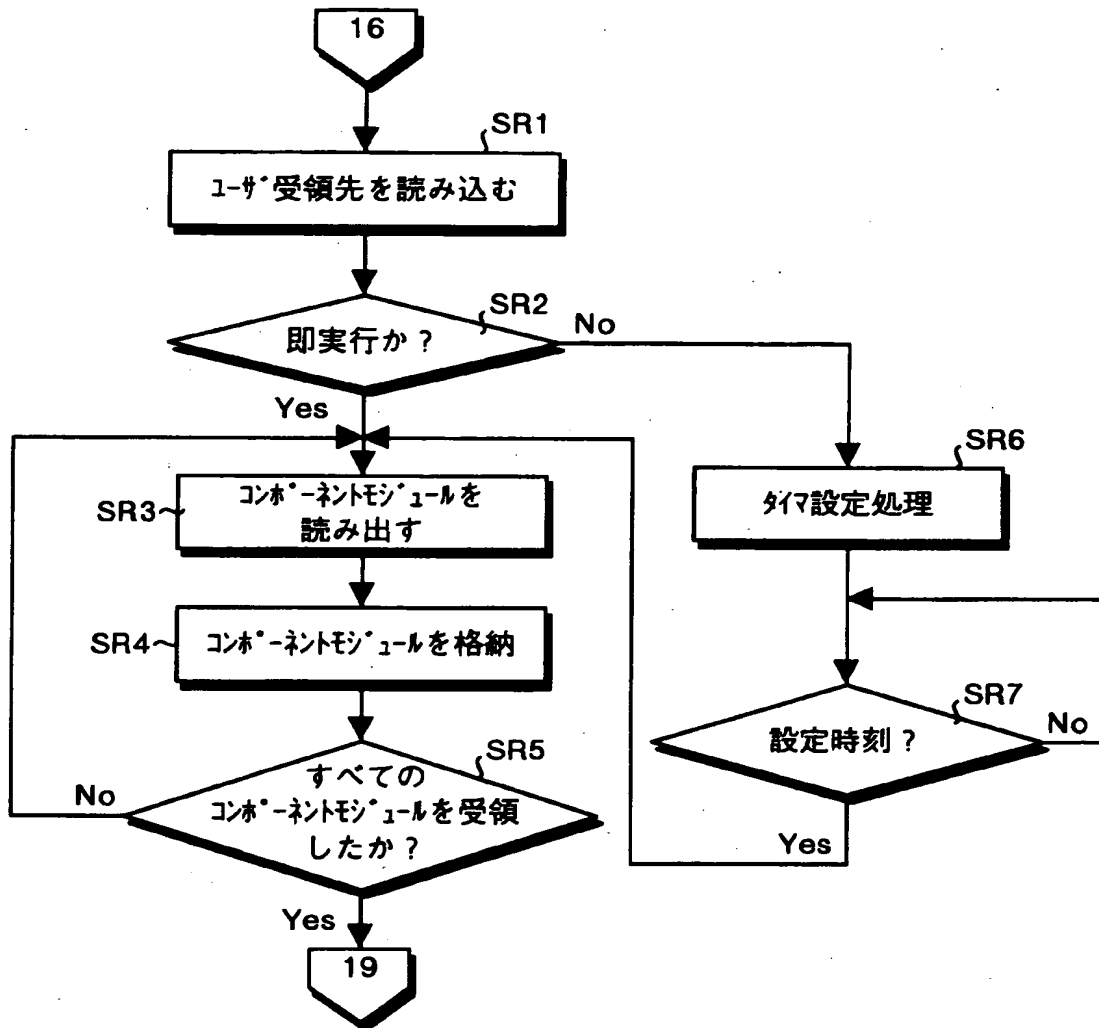 16
SR1
ﾕｰｻﾞ受領先を読み込む
SR2
即実行か？
No
Yes
SR3
ｺﾝﾎﾟｰﾈﾝﾄﾓｼﾞｭｰﾙを
読み出す
SR6
ﾀｲﾏ設定処理
SR4
ｺﾝﾎﾟｰﾈﾝﾄﾓｼﾞｭｰﾙを格納
SR7
設定時刻？
No
Yes
SR5
すべての
ｺﾝﾎﾟｰﾈﾝﾄﾓｼﾞｭｰﾙを受領
したか？
No
Yes
19